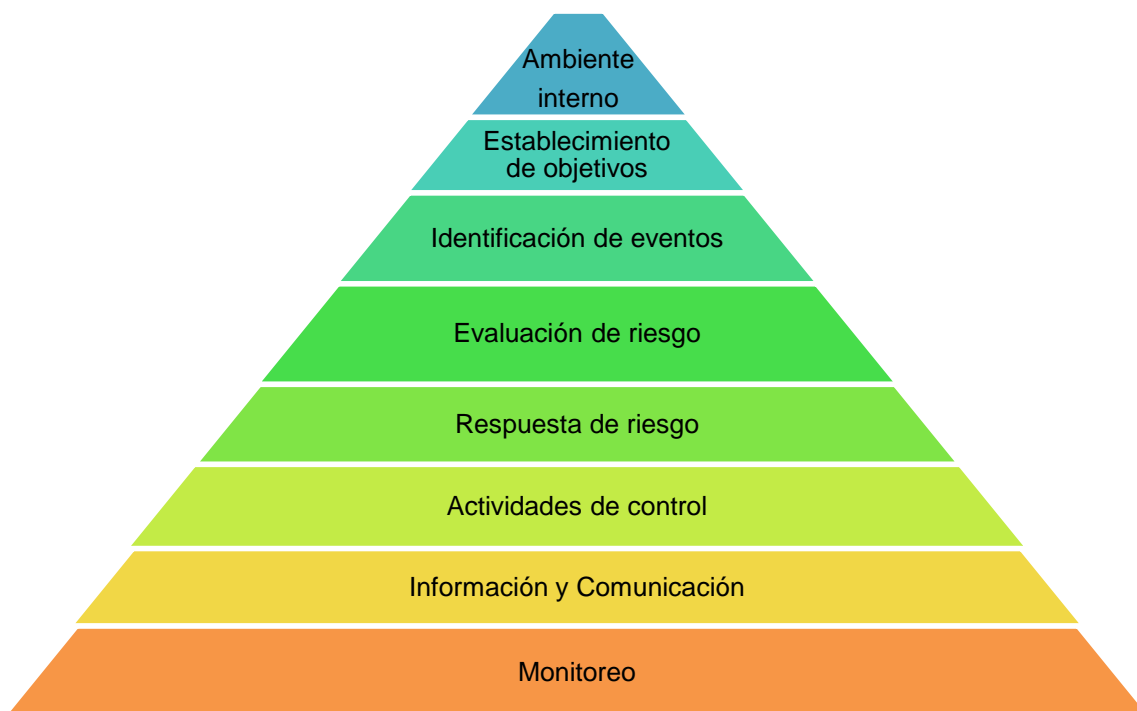 Ambiente
interno
Establecimiento
de objetivos
Identificación de eventos
Evaluación de riesgo
Respuesta de riesgo
Actividades de control
Información y Comunicación
Monitoreo